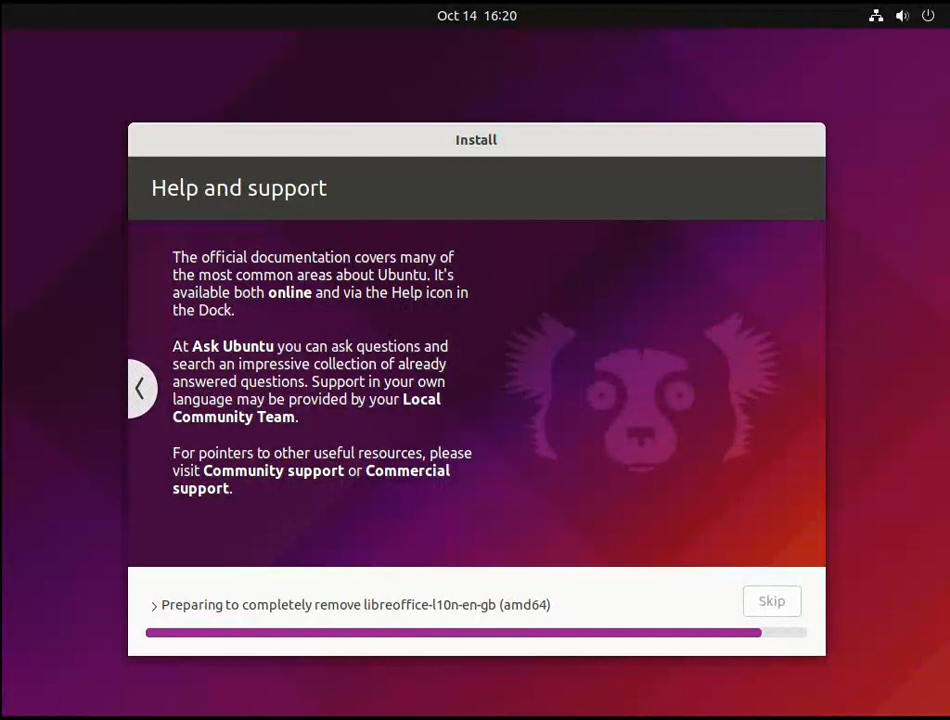 Oct 14 16:20
Install
Help and support
The official documentation covers many of
the most common areas about Ubuntu. It's
available both online and via the Help icon in
the Dock.
At Ask Ubuntu you can ask questions and
search an impressive collection of already
answered questions. Support in your own
language may be provided by your Local
Community Team.
For pointers to other useful resources, please
visit Community support or Commercial
support.
Preparing to completely remove libreoffice-l10n-en-gb (amd64)
Skip